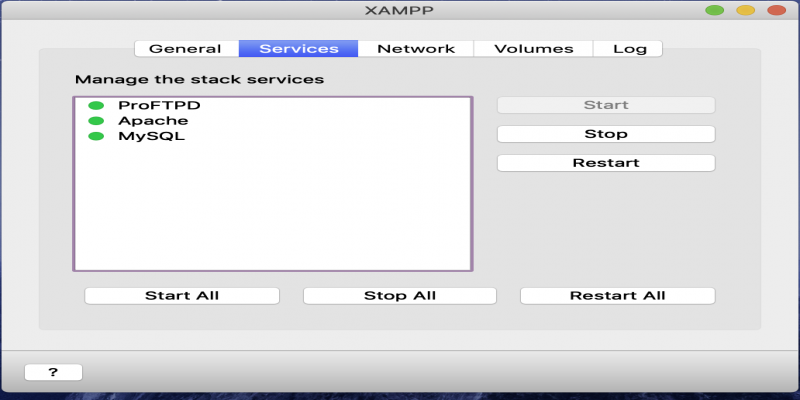 XAMPP
General Services Network Volumes Log
Manage the stack services
ProFTPD
Apache
MySQL
Start
Stop
Restart
Start All Stop All Restart All
?